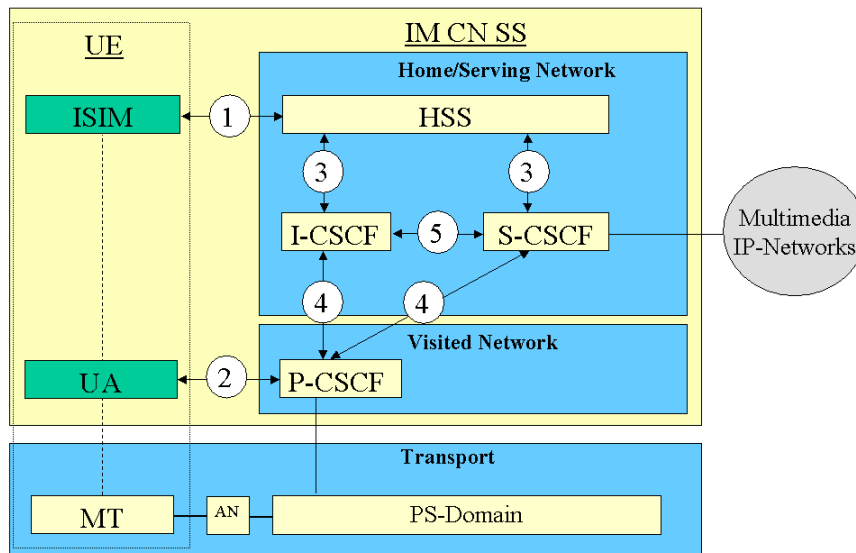 UE
IM CN SS
Home/Serving Network
ISIM
1
HSS
3
3
I-CSCF
5
S-CSCF
Multimedia
IP-Networks
4
4
Visited Network
UA
2
P-CSCF
Transport
MT
AN
PS-Domain